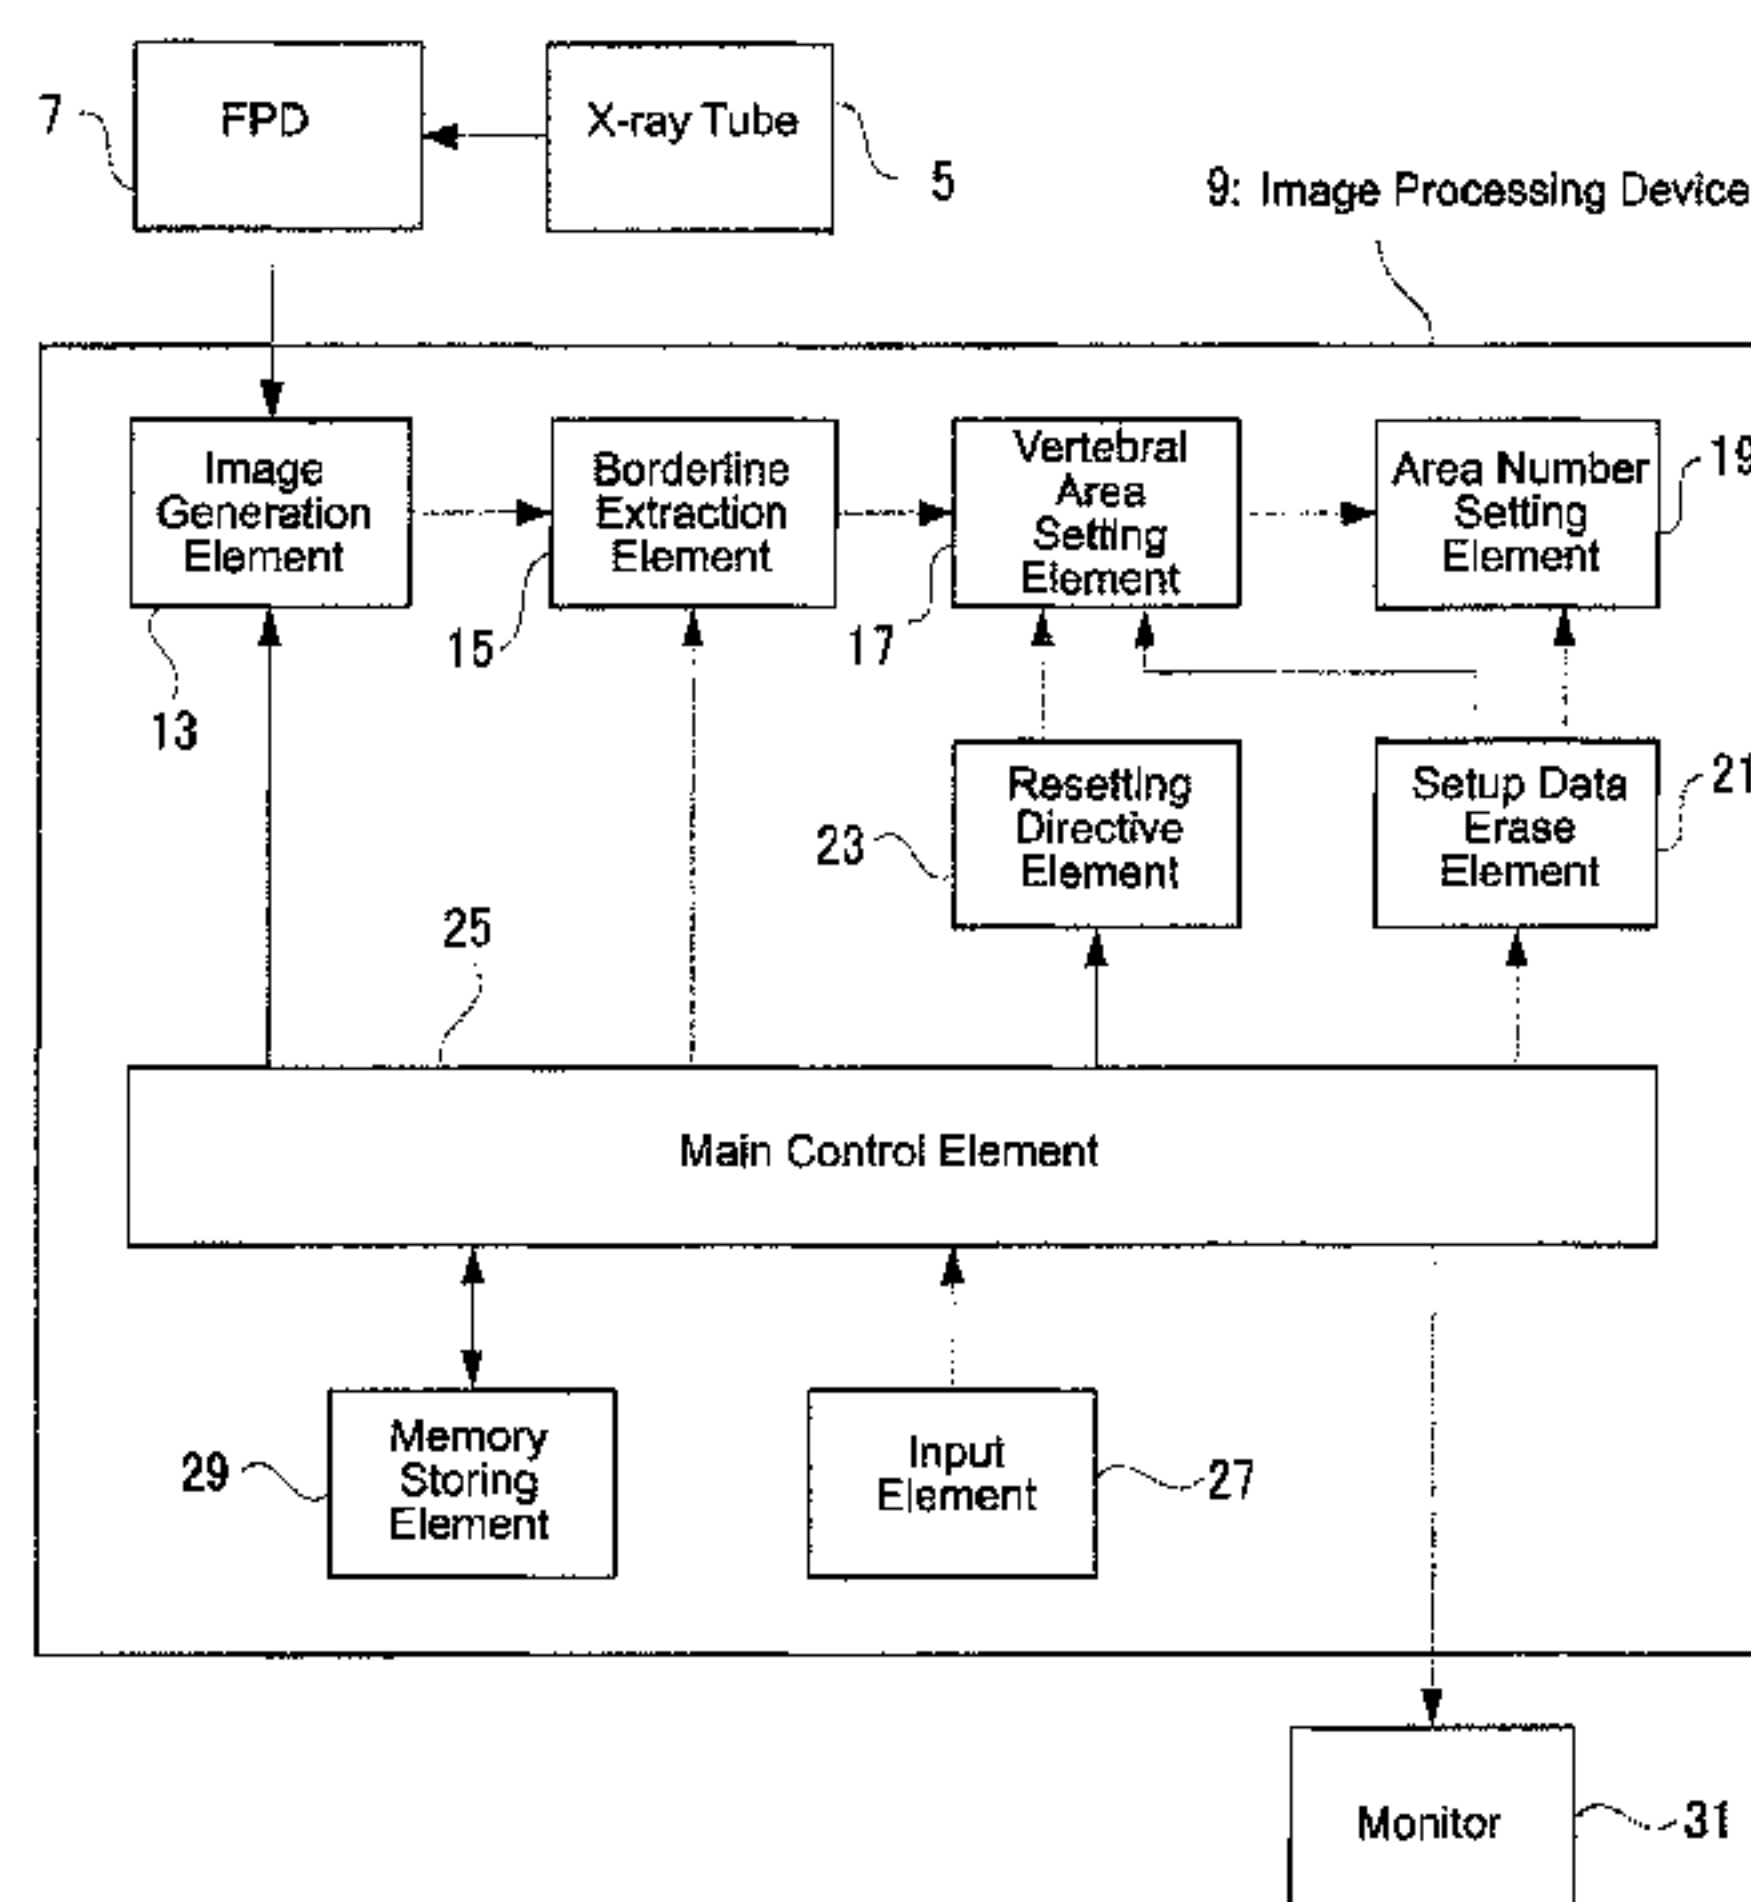 7
FPD
X-ray Tube
5
9: Image Processing Device
Image
Generation
Element
13
Borderline
Extraction
Element
15
Vertebral
Area
Setting
Element
17
Area Number
Setting
Element
19
Resetting
Directive
Element
23
Setup Data
Erase
Element
21
25
Main Control Element
Memory
Storing
Element
29
Input
Element
27
Monitor
31